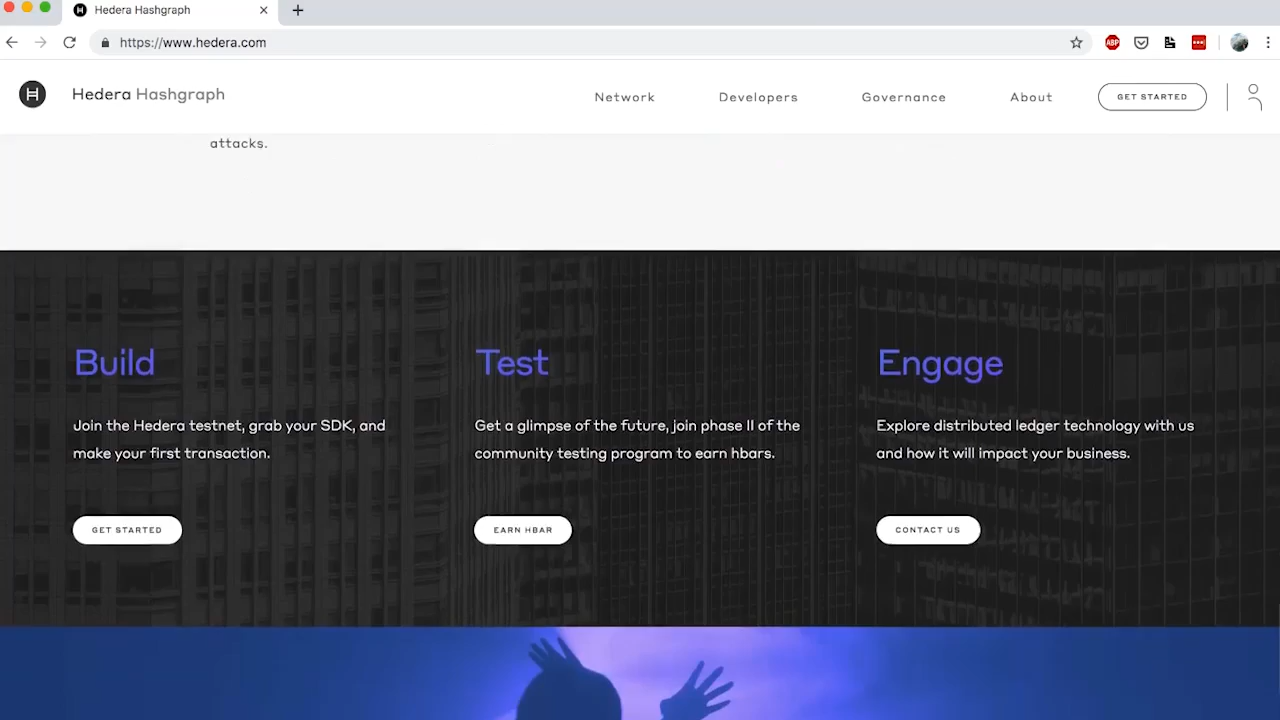 Hedera Hashgraph
https://www.hedera.com
ABP
Hedera Hashgraph
Network
Developers
Governance
About
GET STARTED
attacks.
Build
Join the Hedera testnet, grab your SDK, and
make your first transaction.
GET STARTED
Test
Get a glimpse of the future, join phase II of the
community testing program to earn hbars.
EARN HBAR
Engage
Explore distributed ledger technology with us
and how it will impact your business.
CONTACT US